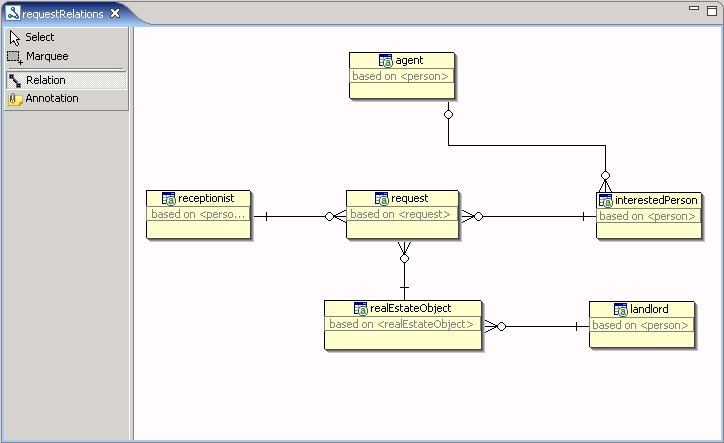 requestRelations
Select
Marquee
Relation
Annotation
agent
based on <person>
receptionist
based on <perso...
request
based on <request>
interestedPerson
based on <person>
realEstateObject
based on <realEstateObject>
landlord
based on <person>